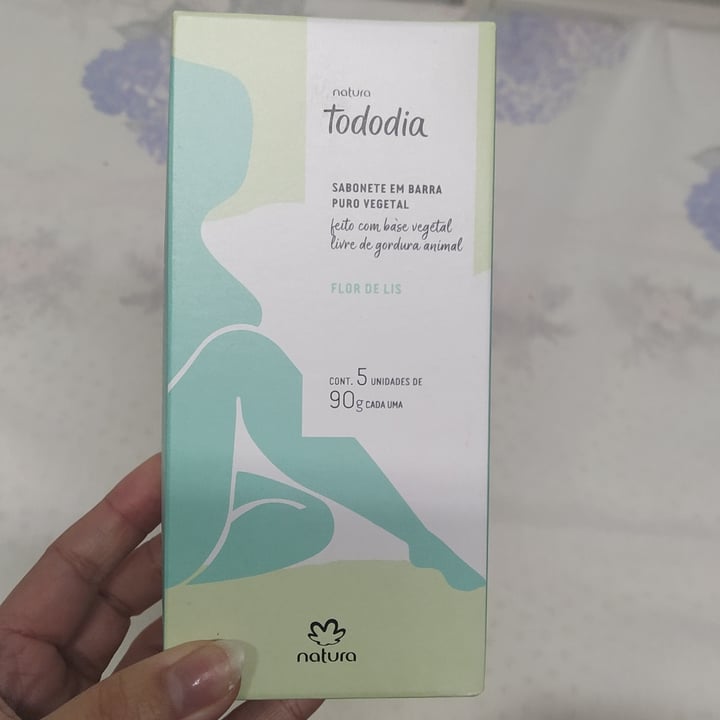 natura
Tododia
SABONETE EM BARRA
PURO VEGETAL
feito com base vegetal
livre de gordura animal
FLOR DE LIS
CONT. 5 UNIDADES DE
90g CADA UMA
natura